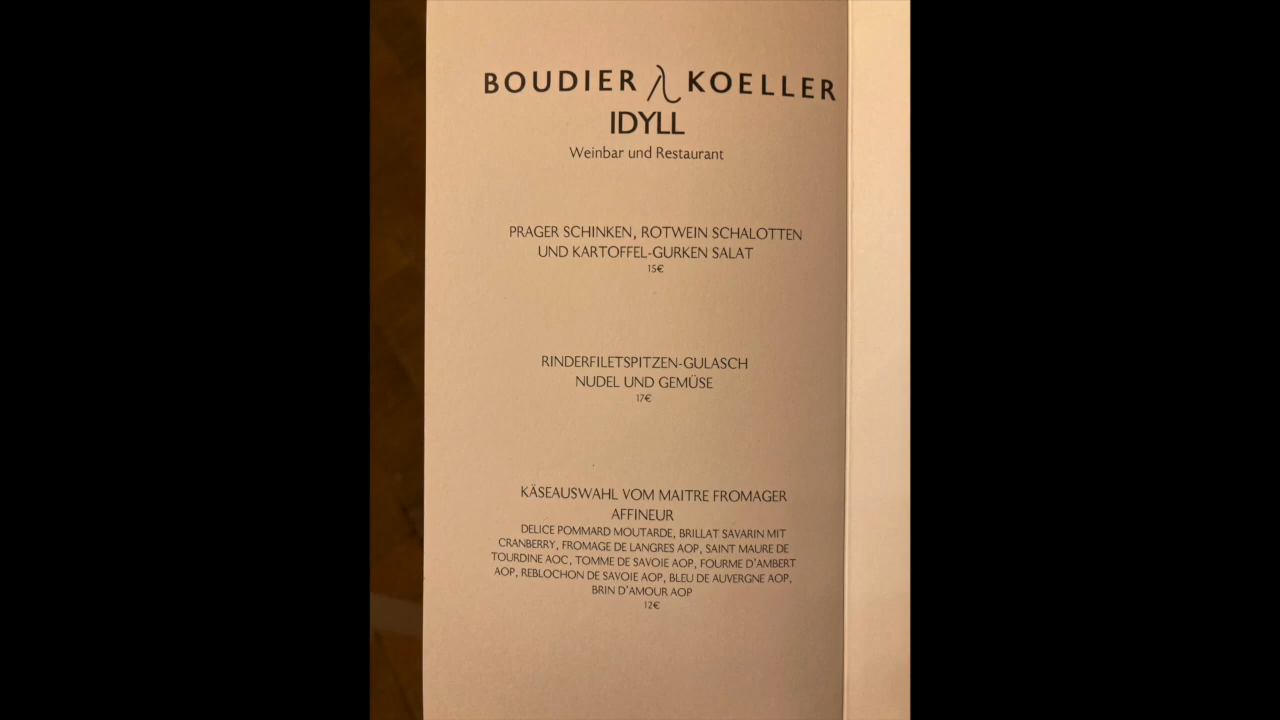 BOUDIER KOELLER
IDYLL
Weinbar und Restaurant
PRAGER SCHINKEN, ROTWEIN SCHALOTTEN
UND KARTOFFEL-GURKEN SALAT
15€
RINDERFILETSPITZEN-GULASCH
NUDEL UND GEMÜSE
17€
KÄSEAUSWAHL VOM MAITRE FROMAGER
AFFINEUR
DELICE POMMARD MOUTARDE, BRILLAT SAVARIN MIT
CRANBERRY, FROMAGE DE LANGRES AOP, SAINT MAURE DE
TOURDINE AOC, TOMME DE SAVOIE AOP, FOURME D'AMBERT
AOP, REBLOCHON DE SAVOIE AOP, BLEU DE AUVERGNE AOP,
BRIN D'AMOUR AOP
12€